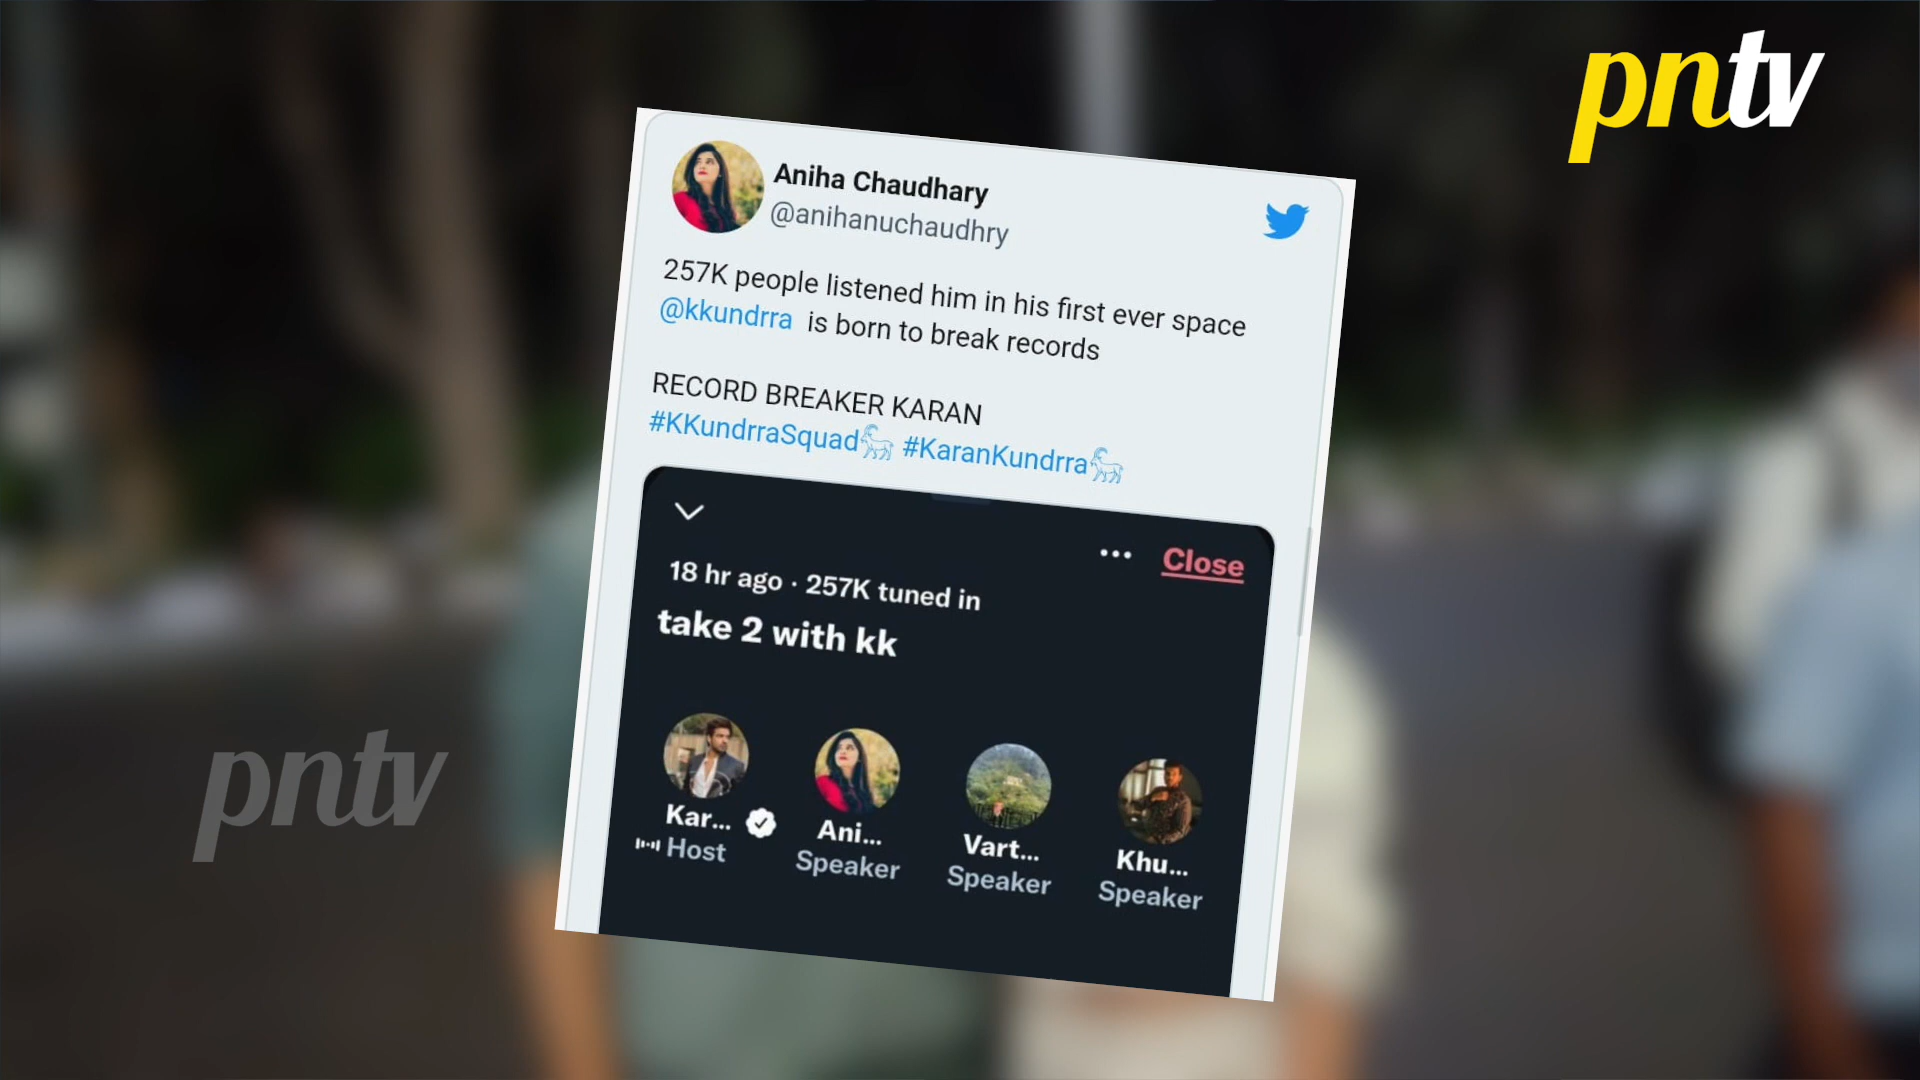 pntv
Aniha Chaudhary
@anihanuchaudhry
257K people listened him in his first ever space
@kkundrra is born to break records
RECORD BREAKER KARAN
#KKundrraSquad🐐 #KaranKundrra🐐
Close
18 hr ago · 257K tuned in
take 2 with kk
Kar... Ani... Vart... Khu...
Host Speaker Speaker Speaker
pntv